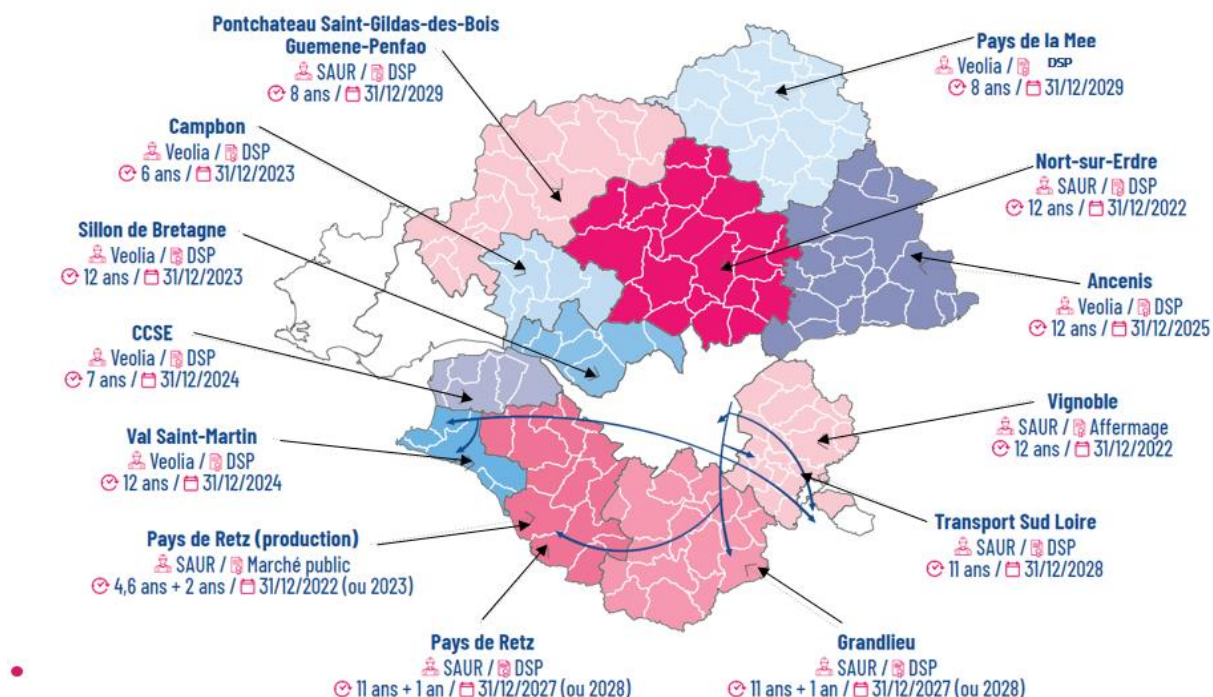 Pontchateau Saint-Gildas-des-Bois
Guemene-Penfao
SAUR / DSP
8 ans / 31/12/2029
Pays de la Mee
Veolia / DSP
8 ans / 31/12/2029
Campbon
Veolia / DSP
6 ans / 31/12/2023
Nort-sur-Erdre
SAUR / DSP
12 ans / 31/12/2022
Sillon de Bretagne
Veolia / DSP
12 ans / 31/12/2023
Ancenis
Veolia / DSP
12 ans / 31/12/2025
CCSE
Veolia / DSP
7 ans / 31/12/2024
Vignoble
SAUR / Affermage
12 ans / 31/12/2022
Val Saint-Martin
Veolia / DSP
12 ans / 31/12/2024
Transport Sud Loire
SAUR / DSP
11 ans / 31/12/2028
Pays de Retz (production)
SAUR / Marché public
4,6 ans + 2 ans / 31/12/2022 (ou 2023)
Pays de Retz
SAUR / DSP
11 ans + 1 an / 31/12/2027 (ou 2028)
Grandlieu
SAUR / DSP
11 ans + 1 an / 31/12/2027 (ou 2028)